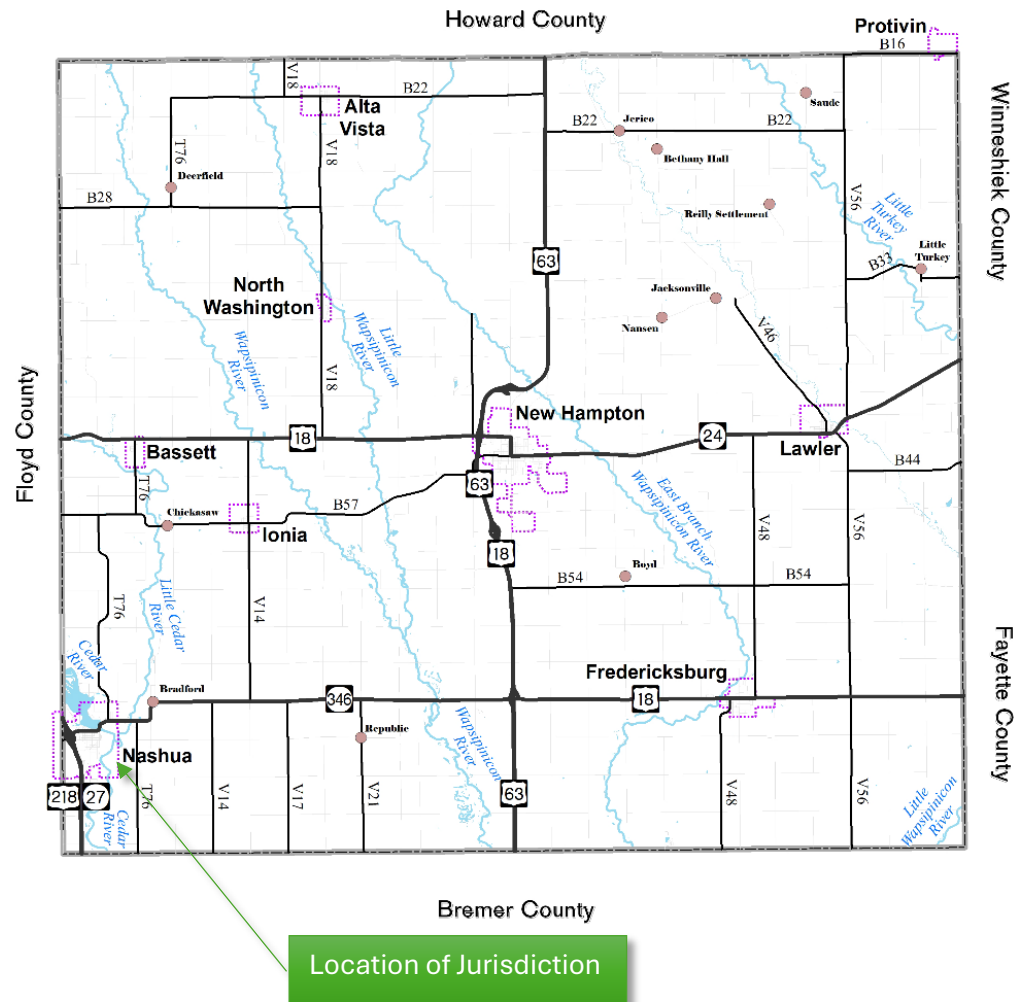 Howard County
Protivin
B16
V18
B22
Alta
Vista
Saude
Jerico
B22
B22
Bethany Hall
T76
V18
Deerfield
B28
V56
Reilly Settlement
Little
Turkey
River
Winneshiek County
Little
Turkey
B33
63
North
Washington
Jacksonville
Nansen
V46
Wapsipinicon
River
Little
Wapsipinicon
River
V18
Floyd County
New Hampton
18
24
Bassett
Lawler
B44
T76
63
Chickasaw
B57
Ionia
East Branch
Wapsipinicon River
V48
V56
18
Boyd
B54
B54
T76
Little Cedar
River
V14
Cedar
River
Fayette County
Fredericksburg
Bradford
346
18
Republic
Wapsipinicon
River
Nashua
218
27
Cedar
River
T76
V14
V17
V21
63
V48
V56
Little
Wapsipinicon
River
Bremer County
Location of Jurisdiction